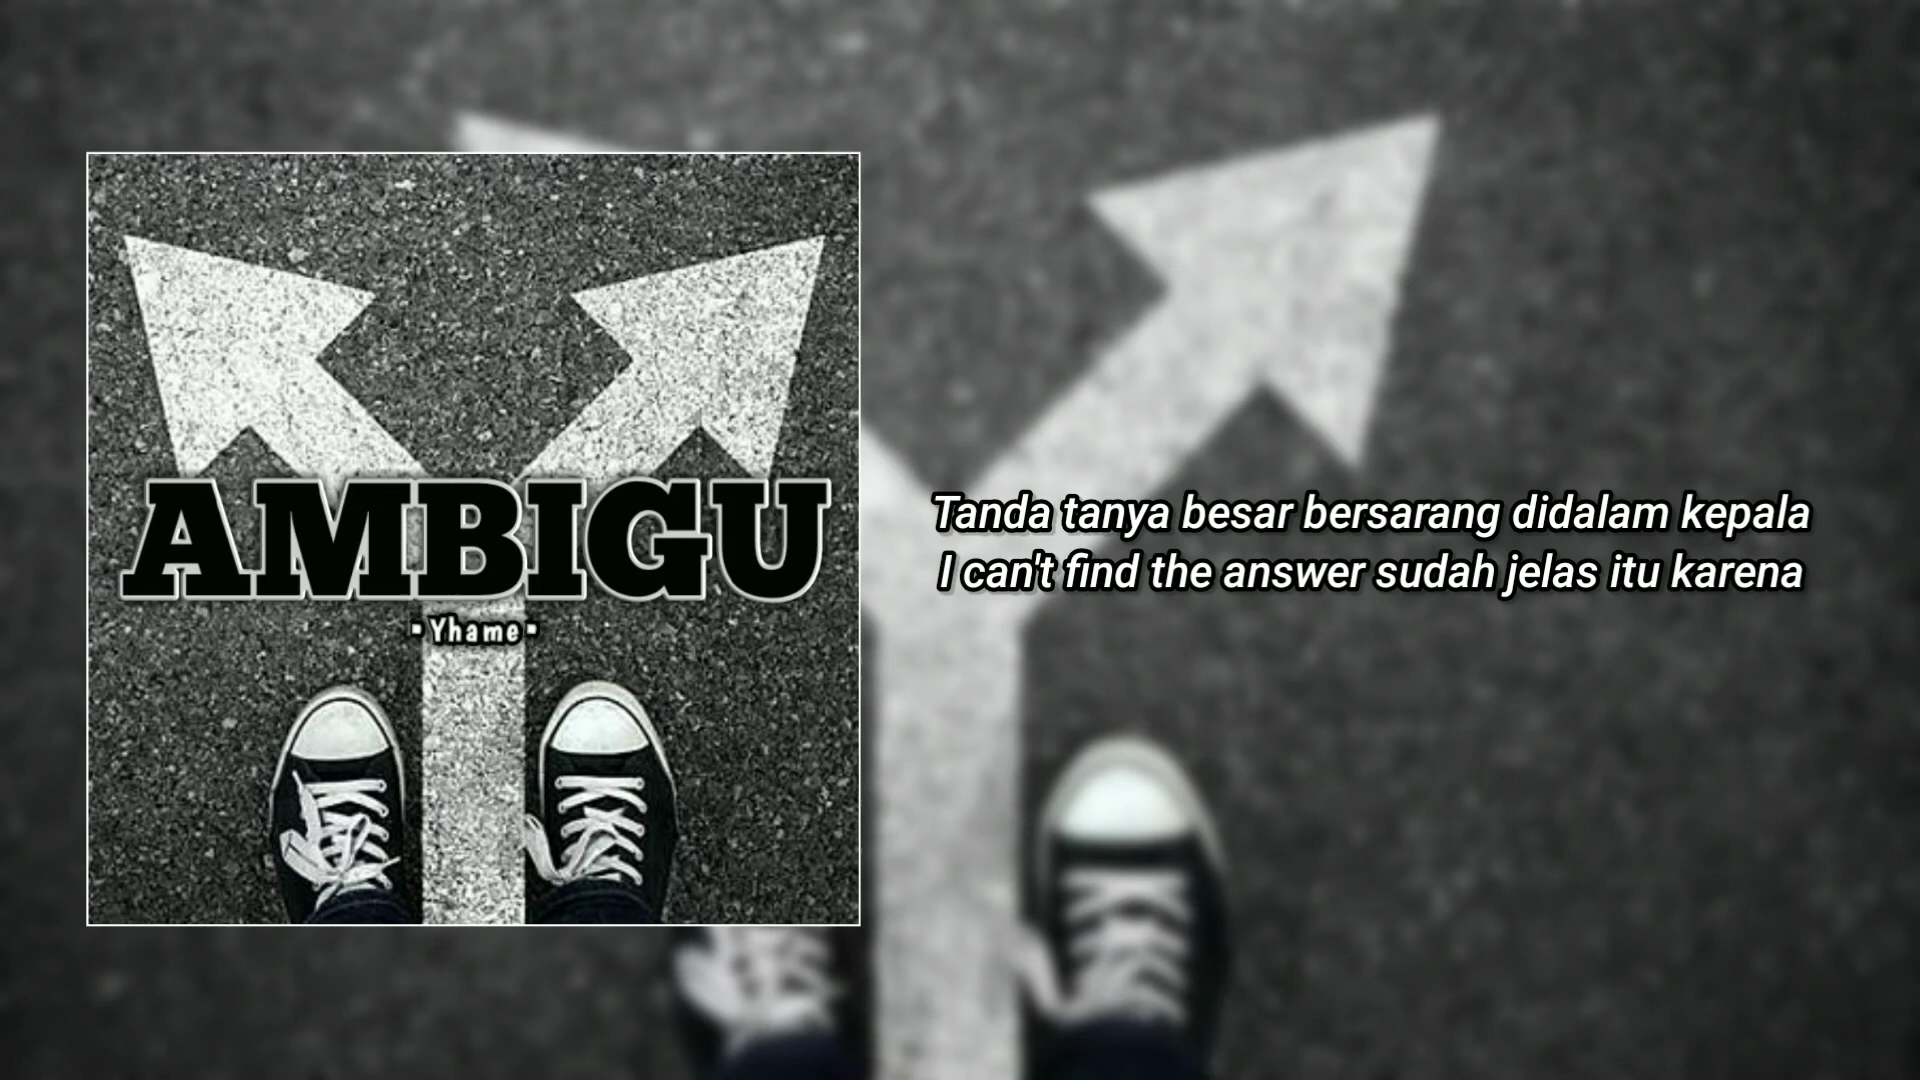 AMBIGU
▪ Yhame ▪
Tanda tanya besar bersarang didalam kepala
I can't find the answer sudah jelas itu karena